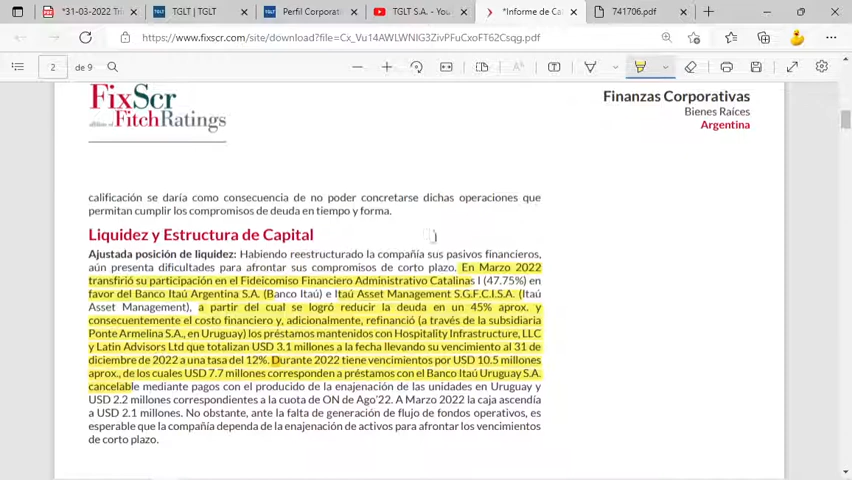 *31-03-2022 Tri
TGLT | TGLT
Perfil Corporati
TGLT S.A. - You
*Informe de Ca
741706.pdf
https://www.fixscr.com/site/download?file=Cx_Vu14AWLWNIG3ZivPFuCxoFT62Csqg.pdf
2
de 9
FixScr
affiliate of FitchRatings
Finanzas Corporativas
Bienes Raíces
Argentina
calificación se daría como consecuencia de no poder concretarse dichas operaciones que
permitan cumplir los compromisos de deuda en tiempo y forma.
Liquidez y Estructura de Capital
Ajustada posición de liquidez: Habiendo reestructurado la compañía sus pasivos financieros,
aún presenta dificultades para afrontar sus compromisos de corto plazo. En Marzo 2022
transfirió su participación en el Fideicomiso Financiero Administrativo Catalinas I (47.75%) en
favor del Banco Itaú Argentina S.A. (Banco Itaú) e Itaú Asset Management S.G.F.C.I.S.A. (Itaú
Asset Management), a partir del cual se logró reducir la deuda en un 45% aprox. y
consecuentemente el costo financiero y, adicionalmente, refinanció (a través de la subsidiaria
Ponte Armelina S.A., en Uruguay) los préstamos mantenidos con Hospitality Infrastructure, LLC
y Latin Advisors Ltd que totalizan USD 3.1 millones a la fecha llevando su vencimiento al 31 de
diciembre de 2022 a una tasa del 12%. Durante 2022 tiene vencimientos por USD 10.5 millones
aprox., de los cuales USD 7.7 millones corresponden a préstamos con el Banco Itaú Uruguay S.A.
cancelable mediante pagos con el producido de la enajenación de las unidades en Uruguay y
USD 2.2 millones correspondientes a la cuota de ON de Ago'22. A Marzo 2022 la caja ascendía
a USD 2.1 millones. No obstante, ante la falta de generación de flujo de fondos operativos, es
esperable que la compañía dependa de la enajenación de activos para afrontar los vencimientos
de corto plazo.